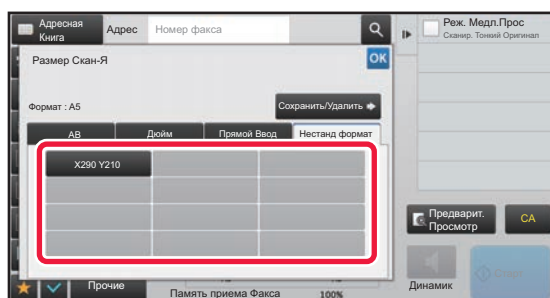 Адресная
Книга
Адрес
Номер факса
Реж. Медл.Прос
Сканир. Тонкий Оригинал
Размер Скан-Я
OK
Формат : A5
Сохранить/Удалить
AB
Дюйм
Прямой Ввод
Нестанд формат
X290 Y210
Предварит.
Просмотр
CA
Прочие
Память приема Факса
100%
Динамик
Старт